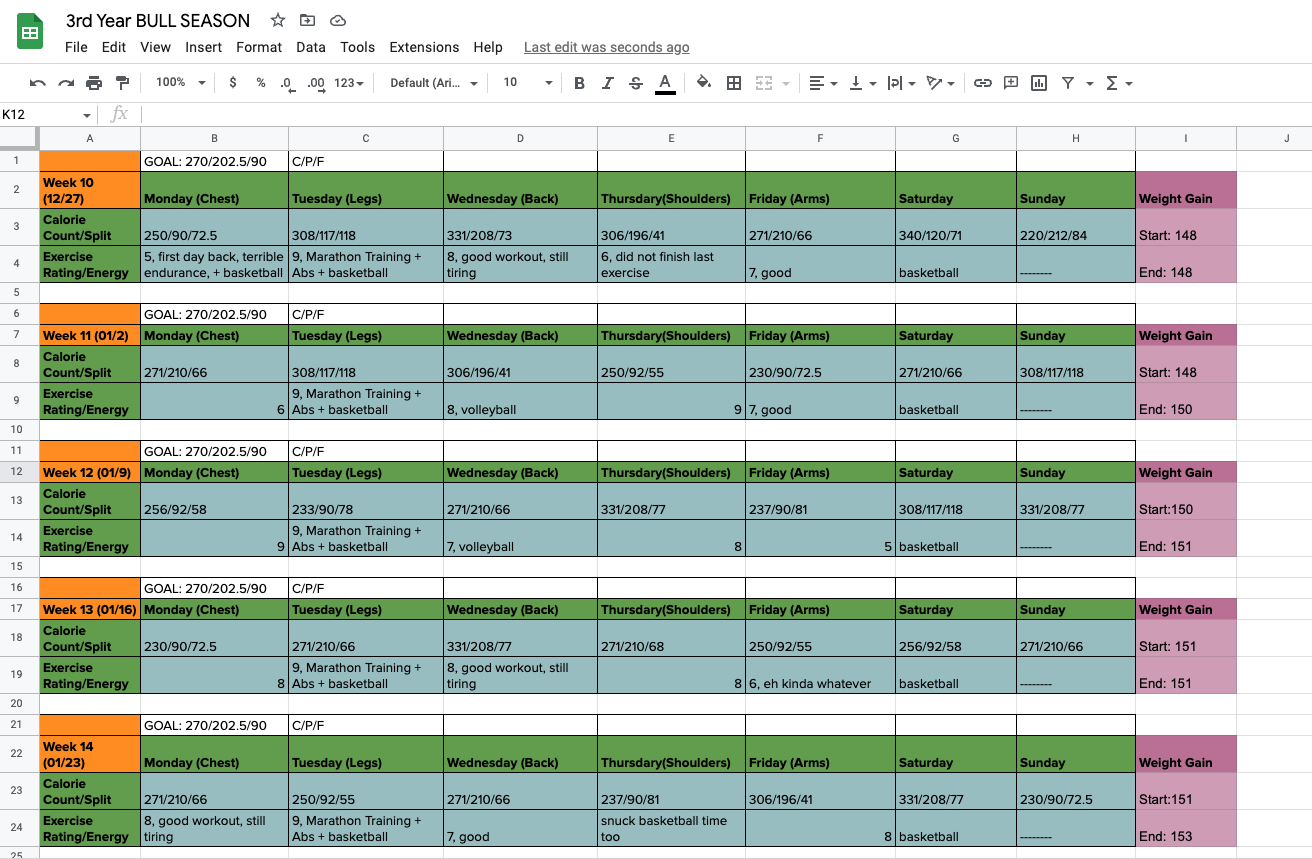 3rd Year BULL SEASON
File Edit View Insert Format Data Tools Extensions Help Last edit was seconds ago
100% $ % .0 .00 123 Default (Ari... 10 B I S A
K12 fx
A B C D E F G H I J
1 GOAL: 270/202.5/90 C/P/F
2 Week 10 (12/27) Monday (Chest) Tuesday (Legs) Wednesday (Back) Thursday(Shoulders) Friday (Arms) Saturday Sunday Weight Gain
3 Calorie Count/Split 250/90/72.5 308/117/118 331/208/73 306/196/41 271/210/66 340/120/71 220/212/84 Start: 148
4 Exercise Rating/Energy 5, first day back, terrible endurance, + basketball 9, Marathon Training + Abs + basketball 8, good workout, still tiring 6, did not finish last exercise 7, good basketball -------- End: 148
5
6 GOAL: 270/202.5/90 C/P/F
7 Week 11 (01/2) Monday (Chest) Tuesday (Legs) Wednesday (Back) Thursday(Shoulders) Friday (Arms) Saturday Sunday Weight Gain
8 Calorie Count/Split 271/210/66 308/117/118 306/196/41 250/92/55 230/90/72.5 271/210/66 308/117/118 Start: 148
9 Exercise Rating/Energy 6 9, Marathon Training + Abs + basketball 8, volleyball 9 7, good basketball -------- End: 150
10
11 GOAL: 270/202.5/90 C/P/F
12 Week 12 (01/9) Monday (Chest) Tuesday (Legs) Wednesday (Back) Thursday(Shoulders) Friday (Arms) Saturday Sunday Weight Gain
13 Calorie Count/Split 256/92/58 233/90/78 271/210/66 331/208/77 237/90/81 308/117/118 331/208/77 Start:150
14 Exercise Rating/Energy 9 9, Marathon Training + Abs + basketball 7, volleyball 8 5 basketball -------- End: 151
15
16 GOAL: 270/202.5/90 C/P/F
17 Week 13 (01/16) Monday (Chest) Tuesday (Legs) Wednesday (Back) Thursday(Shoulders) Friday (Arms) Saturday Sunday Weight Gain
18 Calorie Count/Split 230/90/72.5 271/210/66 331/208/77 271/210/68 250/92/55 256/92/58 271/210/66 Start: 151
19 Exercise Rating/Energy 8 9, Marathon Training + Abs + basketball 8, good workout, still tiring 8 6, eh kinda whatever basketball -------- End: 151
20
21 GOAL: 270/202.5/90 C/P/F
22 Week 14 (01/23) Monday (Chest) Tuesday (Legs) Wednesday (Back) Thursday(Shoulders) Friday (Arms) Saturday Sunday Weight Gain
23 Calorie Count/Split 271/210/66 250/92/55 271/210/66 237/90/81 306/196/41 331/208/77 230/90/72.5 Start:151
24 Exercise Rating/Energy 8, good workout, still tiring 9, Marathon Training + Abs + basketball 7, good snuck basketball time too 8 basketball -------- End: 153
25